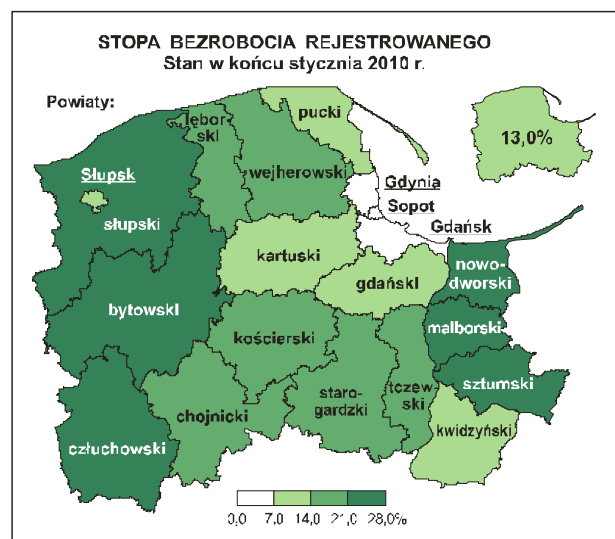 STOPA BEZROBOCIA REJESTROWANEGO
Stan w końcu stycznia 2010 r.
Powiaty:
pucki
13,0%
lębor-
skI
wejherowski
Słupsk
Gdynia
Sopot
Gdańsk
słupski
kartuski
gdańskI
nowo-
dworski
bytowskI
malborski
kościerski
sztumski
staro-
gardzki
tczew-
ski
chojnicki
kwidzyński
człuchowski
0,0 7,0 14,0 21,0 28,0%